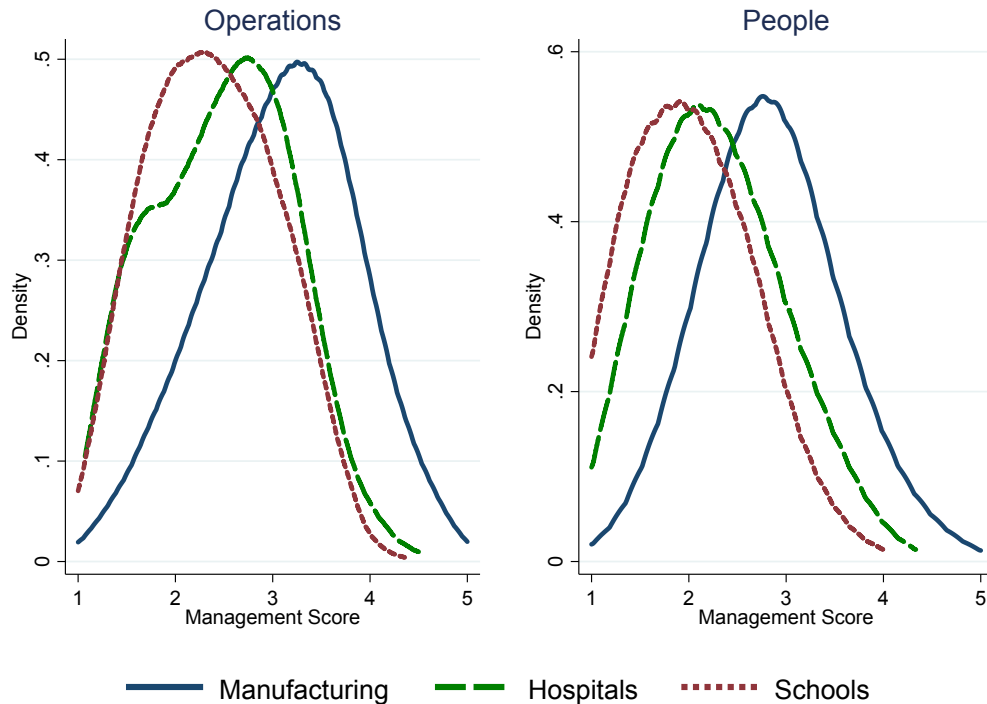 Operations
People
Density
.5
.4
.3
.2
.1
0
1 2 3 4 5
Management Score
Density
.6
.4
.2
0
1 2 3 4 5
Management Score
Manufacturing Hospitals Schools